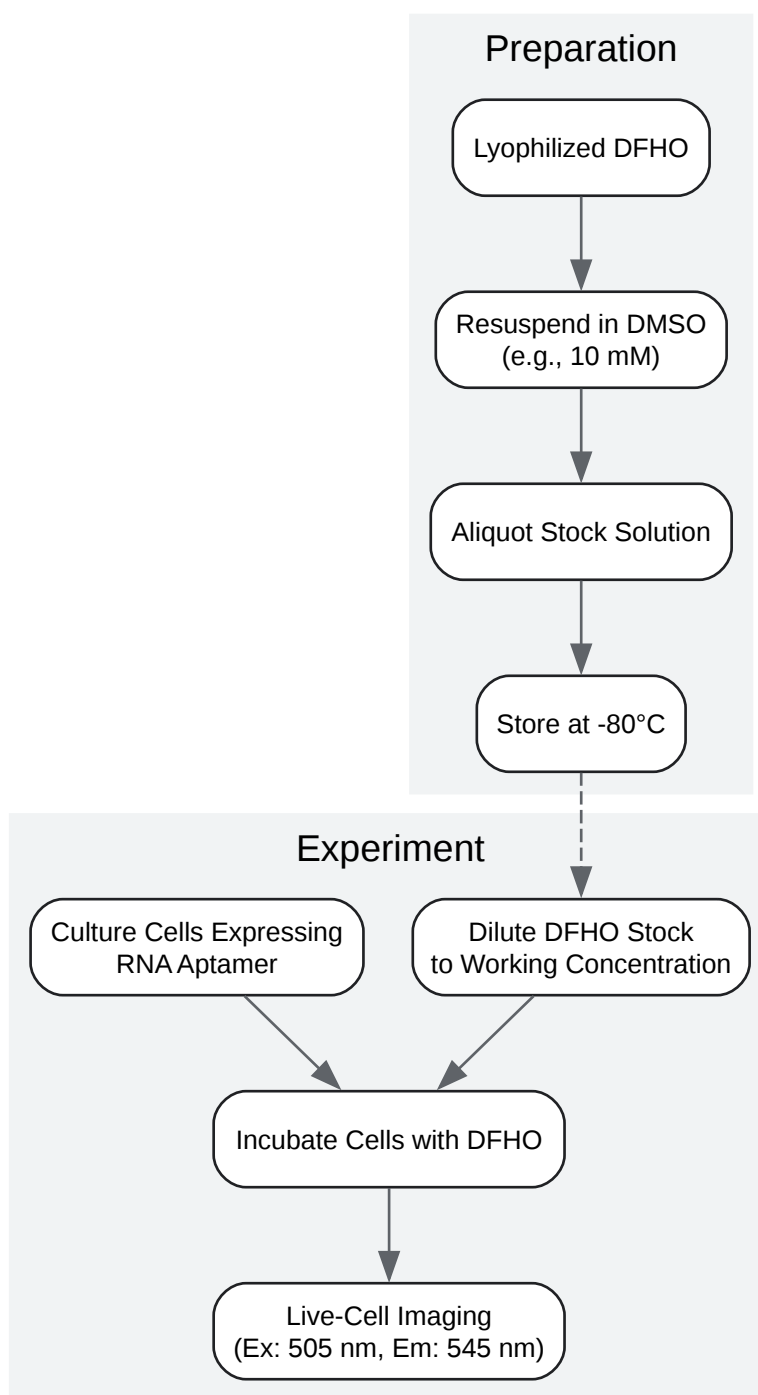 Preparation
Lyophilized DFHO
Resuspend in DMSO
(e.g., 10 mM)
Aliquot Stock Solution
Store at -80°C
Experiment
Culture Cells Expressing
RNA Aptamer
Dilute DFHO Stock
to Working Concentration
Incubate Cells with DFHO
Live-Cell Imaging
(Ex: 505 nm, Em: 545 nm)